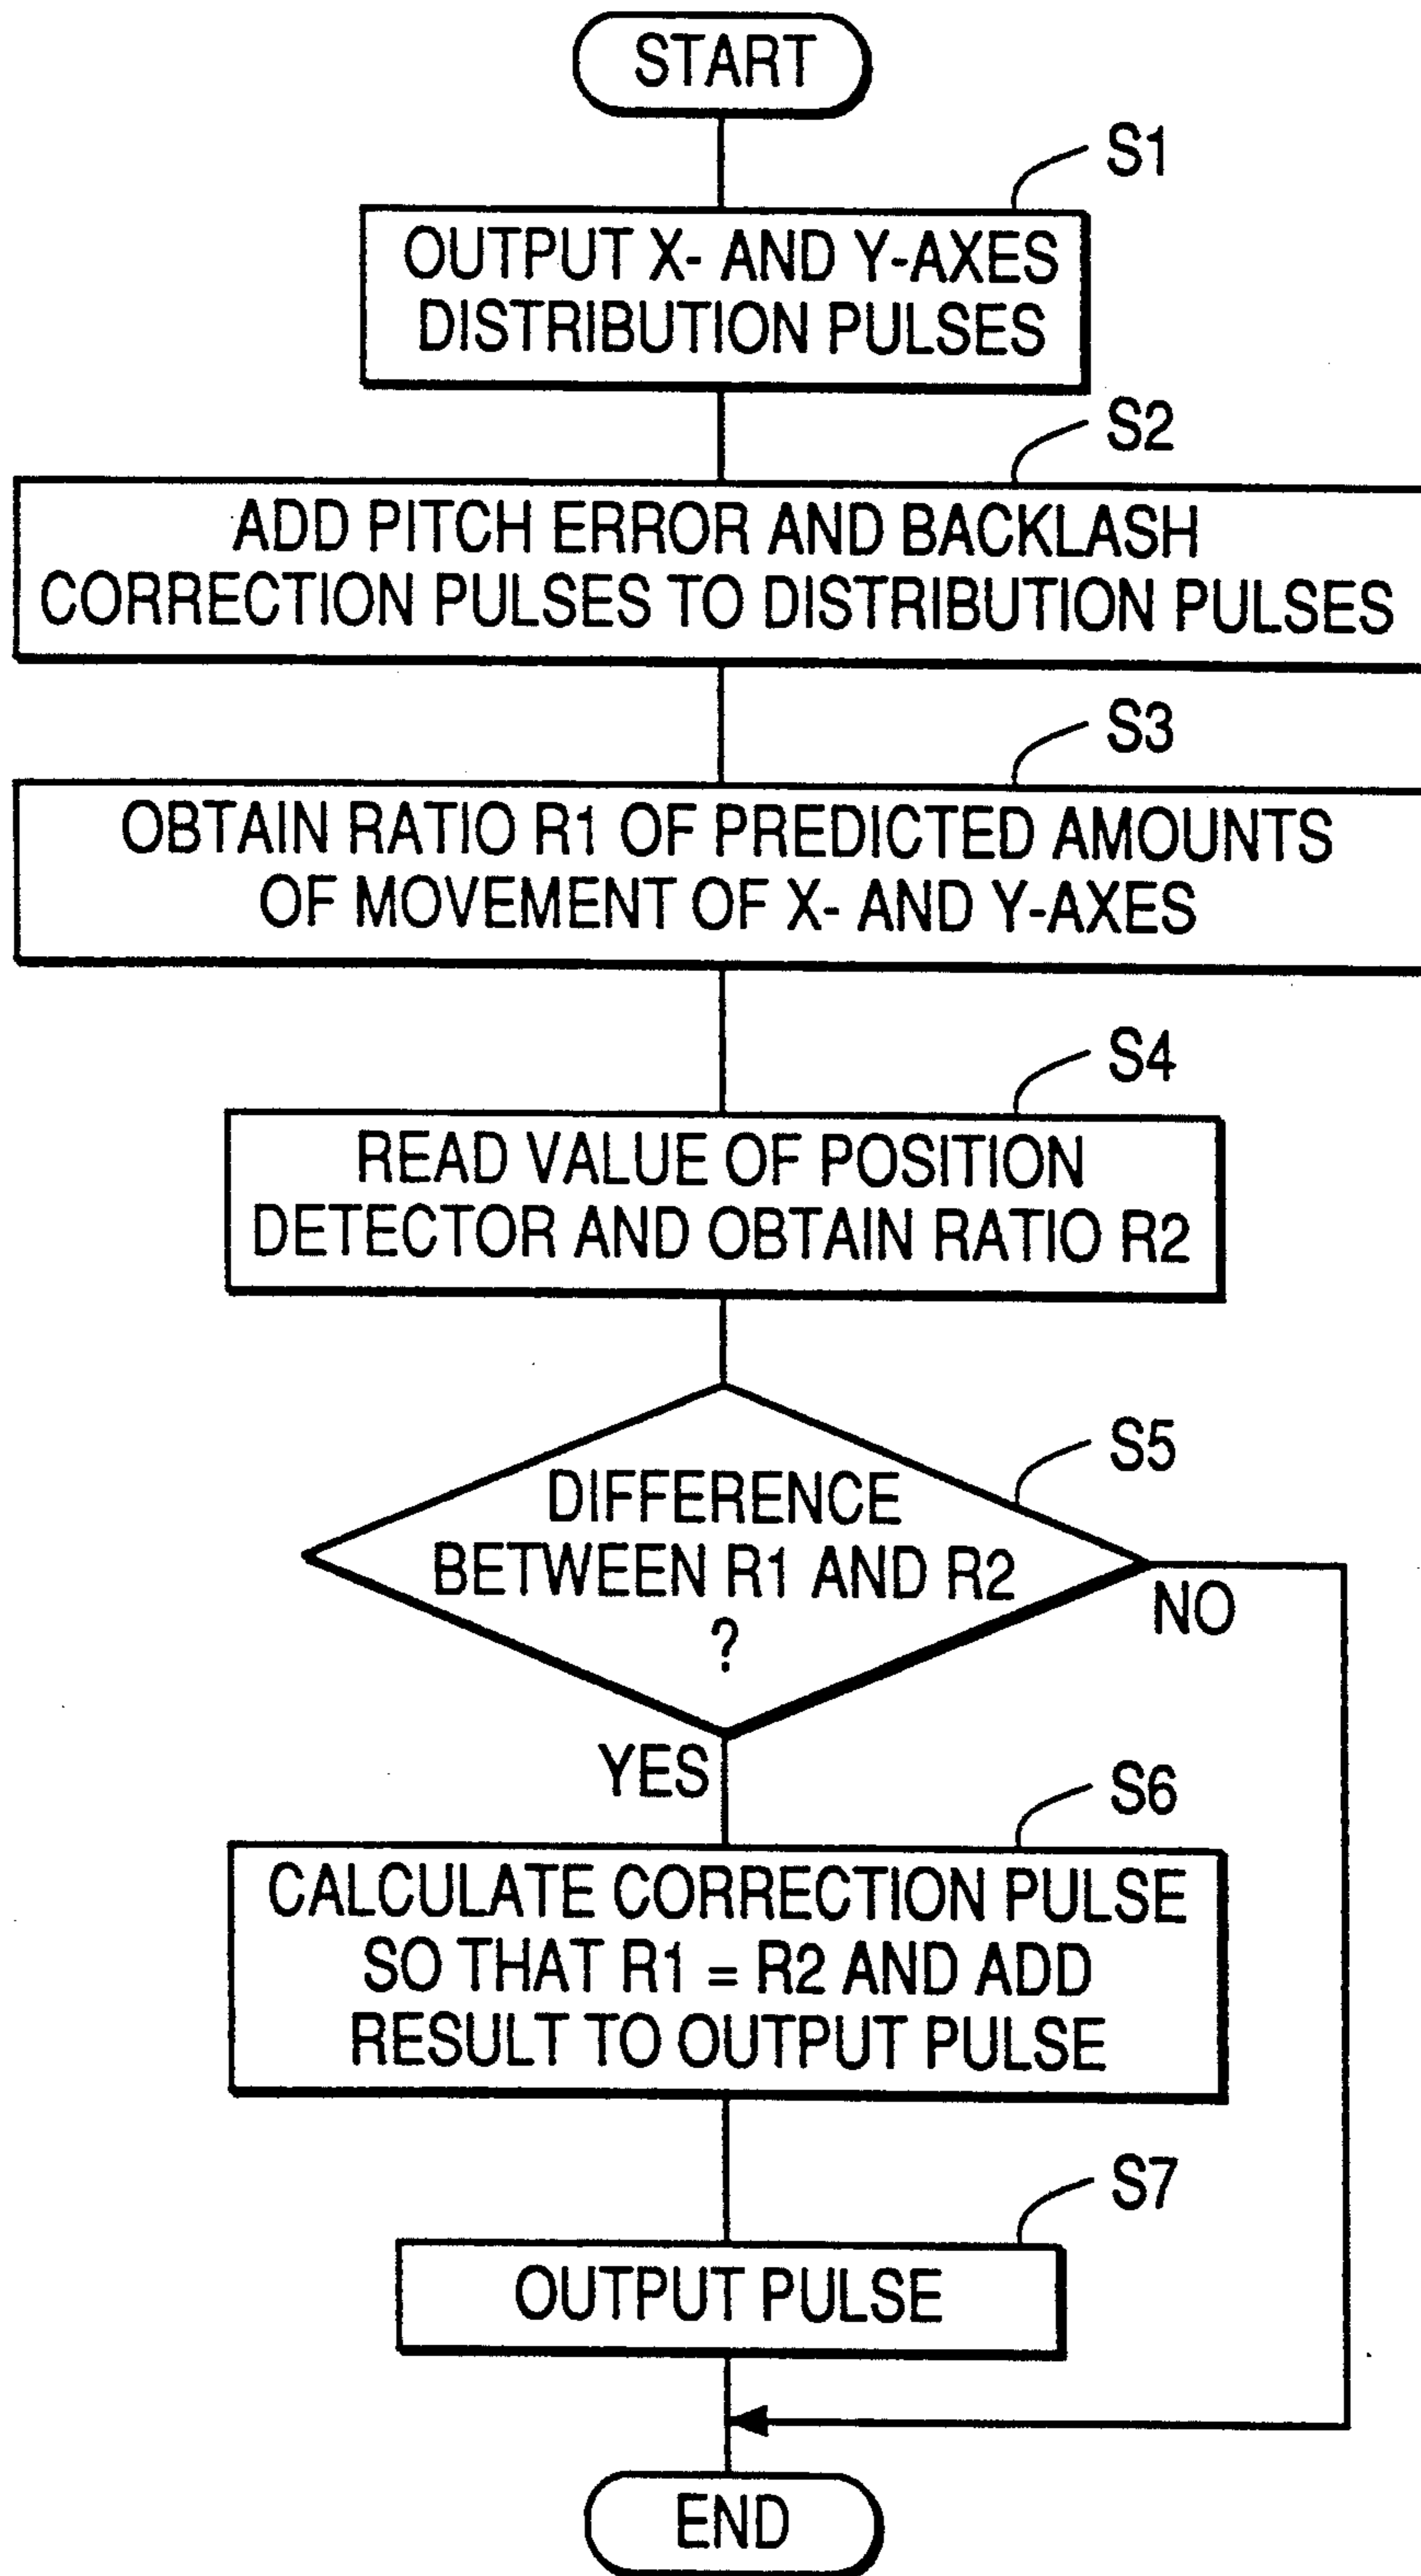 START
S1
OUTPUT X- AND Y-AXES
DISTRIBUTION PULSES
S2
ADD PITCH ERROR AND BACKLASH
CORRECTION PULSES TO DISTRIBUTION PULSES
S3
OBTAIN RATIO R1 OF PREDICTED AMOUNTS
OF MOVEMENT OF X- AND Y-AXES
S4
READ VALUE OF POSITION
DETECTOR AND OBTAIN RATIO R2
S5
DIFFERENCE
BETWEEN R1 AND R2
?
NO
YES
S6
CALCULATE CORRECTION PULSE
SO THAT R1 = R2 AND ADD
RESULT TO OUTPUT PULSE
S7
OUTPUT PULSE
END